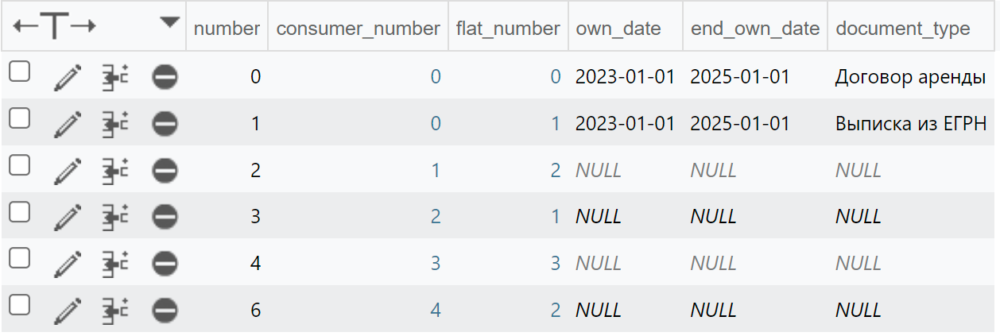 number consumer_number flat_number own_date end_own_date document_type
0 0 0 2023-01-01 2025-01-01 Договор аренды
1 0 1 2023-01-01 2025-01-01 Выписка из ЕГРН
2 1 2 NULL NULL NULL
3 2 1 NULL NULL NULL
4 3 3 NULL NULL NULL
6 4 2 NULL NULL NULL